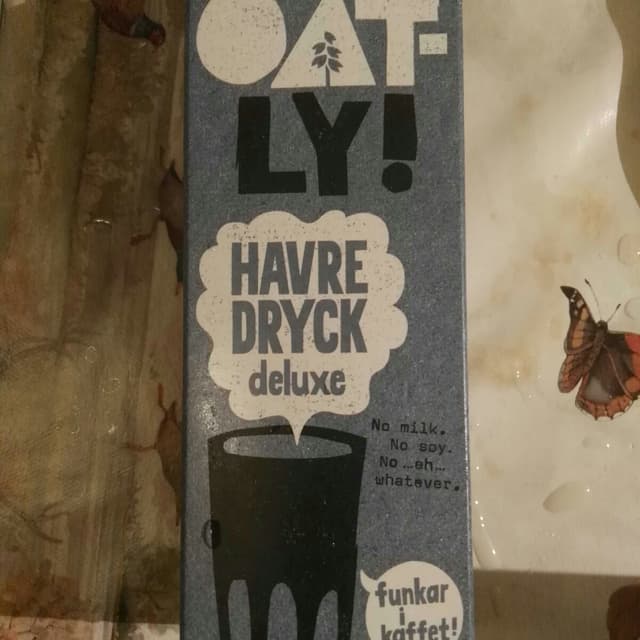 OAT-
LY!
HAVRE
DRYCK
deluxe
No milk.
No soy.
No …eh…
whatever.
funkar
i
kaffet!